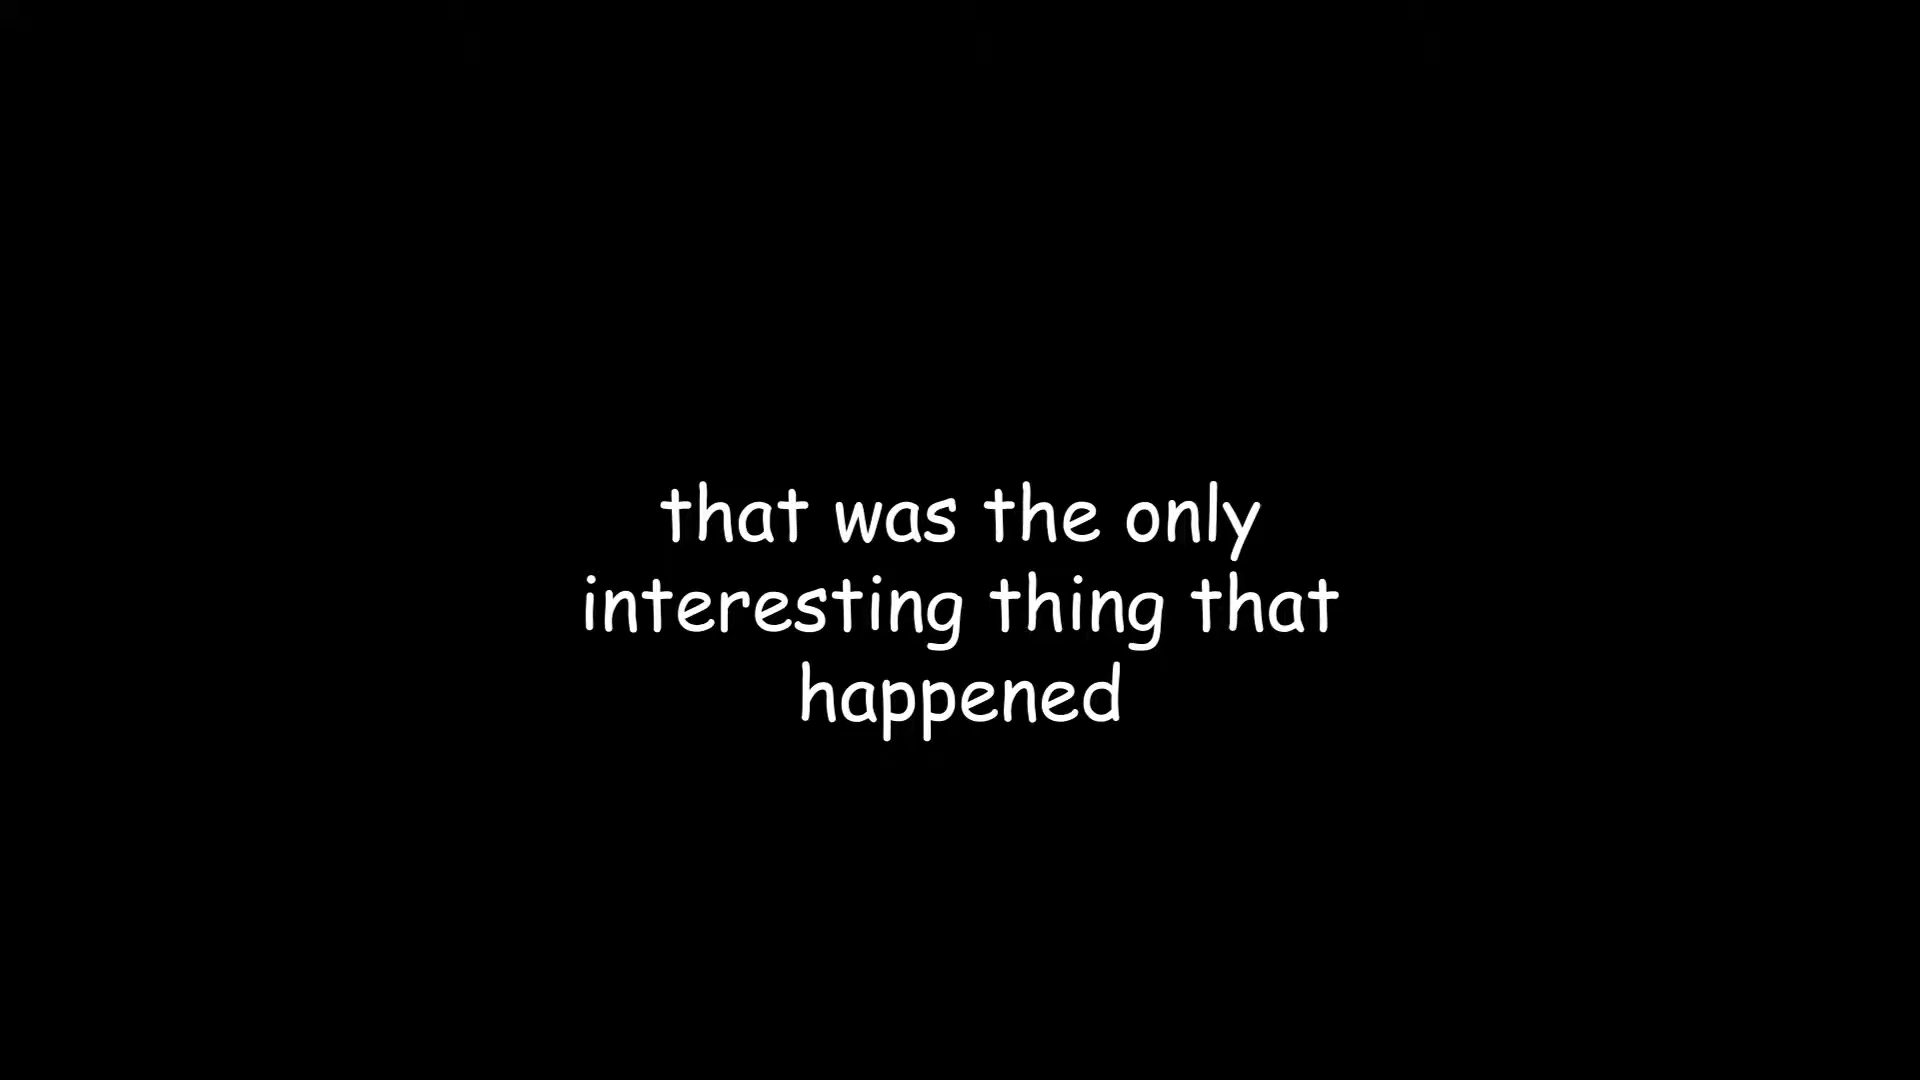 that was the only
interesting thing that
happened